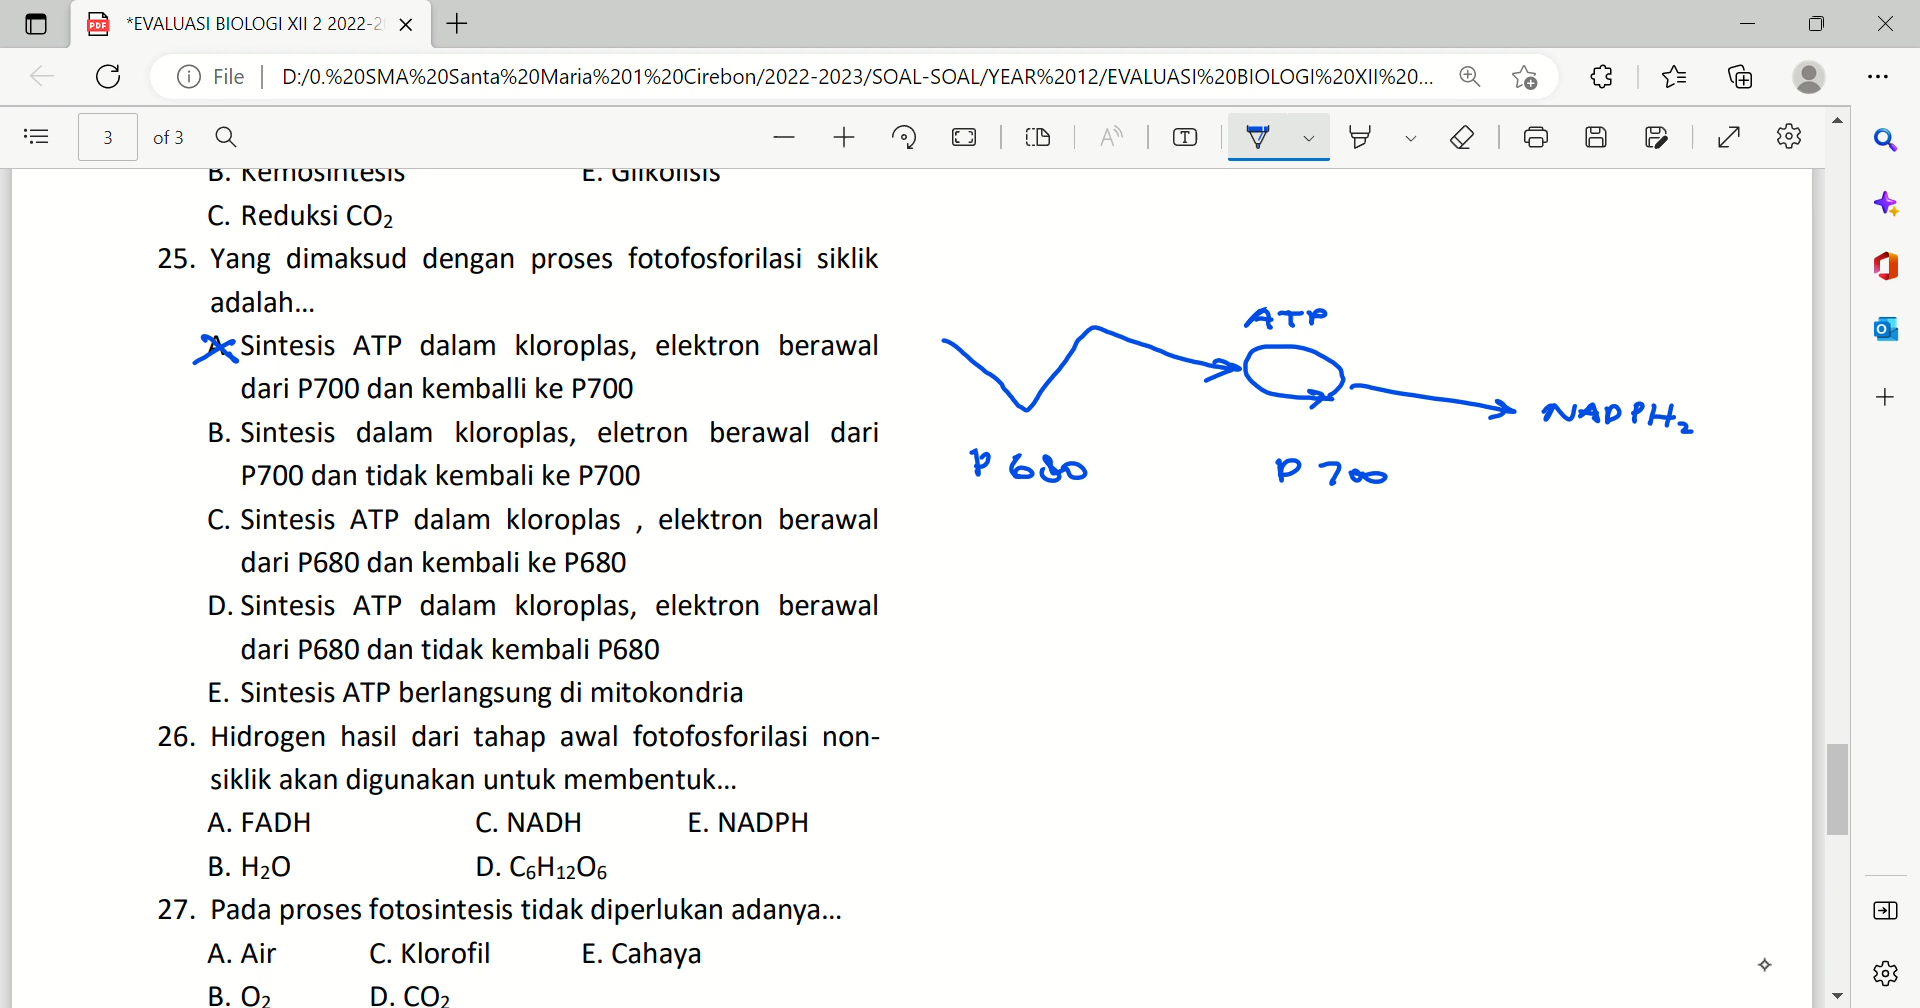 *EVALUASI BIOLOGI XII 2 2022-2
File
D:/0.%20SMA%20Santa%20Maria%201%20Cirebon/2022-2023/SOAL-SOAL/YEAR%2012/EVALUASI%20BIOLOGI%20XII%20...
3 of 3
B. Kemosintesis E. Glikolisis
C. Reduksi CO₂
25. Yang dimaksud dengan proses fotofosforilasi siklik
adalah...
A. Sintesis ATP dalam kloroplas, elektron berawal
dari P700 dan kemballi ke P700
B. Sintesis dalam kloroplas, eletron berawal dari
P700 dan tidak kembali ke P700
C. Sintesis ATP dalam kloroplas , elektron berawal
dari P680 dan kembali ke P680
D. Sintesis ATP dalam kloroplas, elektron berawal
dari P680 dan tidak kembali P680
E. Sintesis ATP berlangsung di mitokondria
26. Hidrogen hasil dari tahap awal fotofosforilasi non-
siklik akan digunakan untuk membentuk...
A. FADH C. NADH E. NADPH
B. H₂O D. C₆H₁₂O₆
27. Pada proses fotosintesis tidak diperlukan adanya...
A. Air C. Klorofil E. Cahaya
B. O₂ D. CO₂
ATP
NADPH₂
P 680 P 700